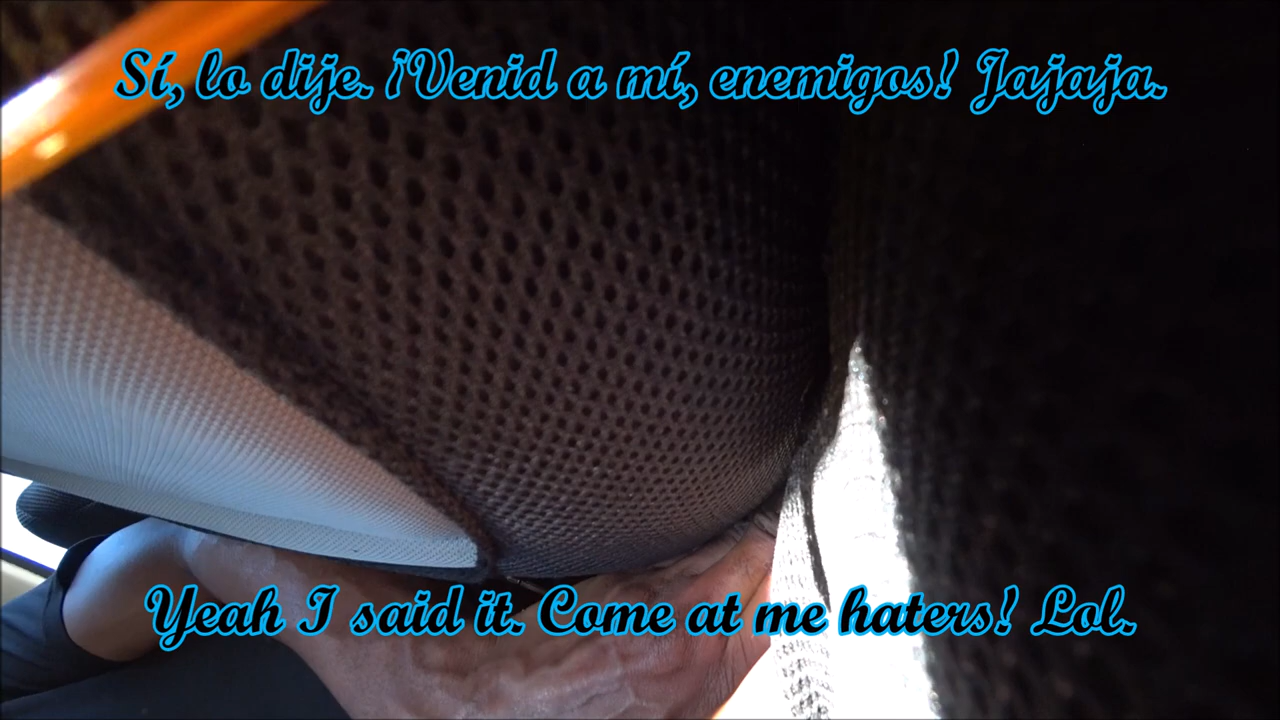 Sí, lo dije. ¡Venid a mí, enemigos! Jajaja.
Yeah I said it. Come at me haters! Lol.